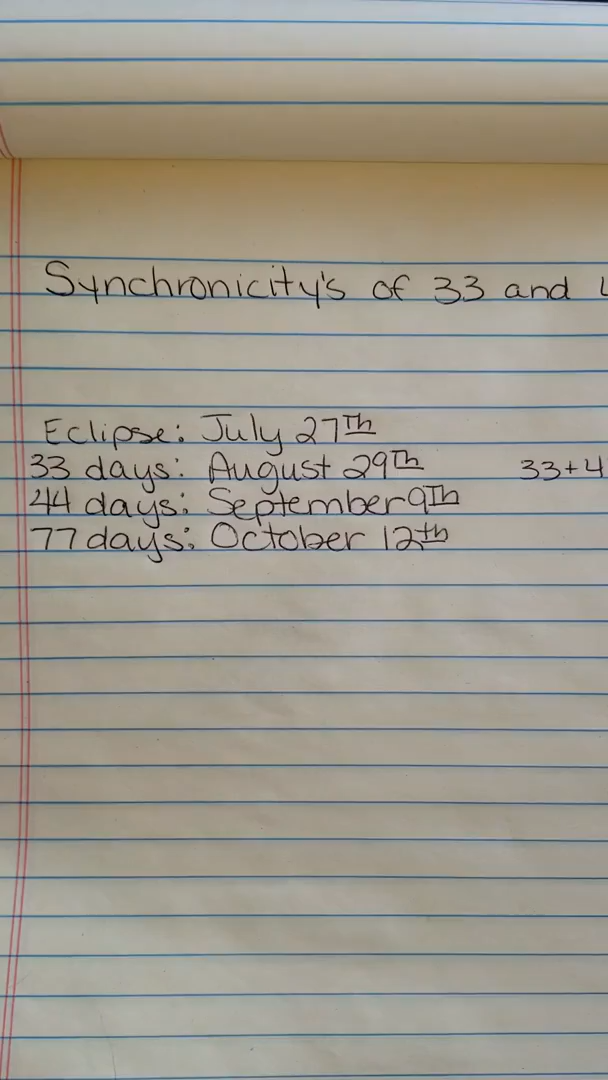 Synchronicity's of 33 and
Eclipse: July 27Th
33 days: August 29Th 33+4
44 days: September 9Th
77 days: October 12th